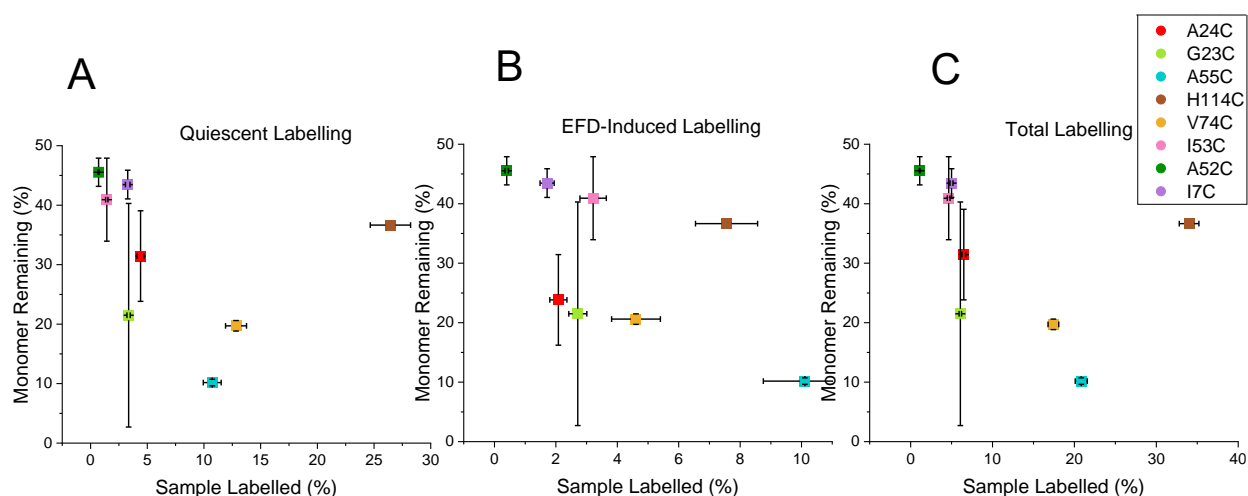 A
B
C
A24C
G23C
A55C
H114C
V74C
I53C
A52C
I7C
Quiescent Labelling
EFD-Induced Labelling
Total Labelling
Monomer Remaining (%)
50
40
30
20
10
0
0 5 10 15 20 25 30
Sample Labelled (%)
Monomer Remaining (%)
50
40
30
20
10
0
0 2 4 6 8 10
Sample Labelled (%)
Monomer Remaining (%)
50
40
30
20
10
0
0 10 20 30 40
Sample Labelled (%)